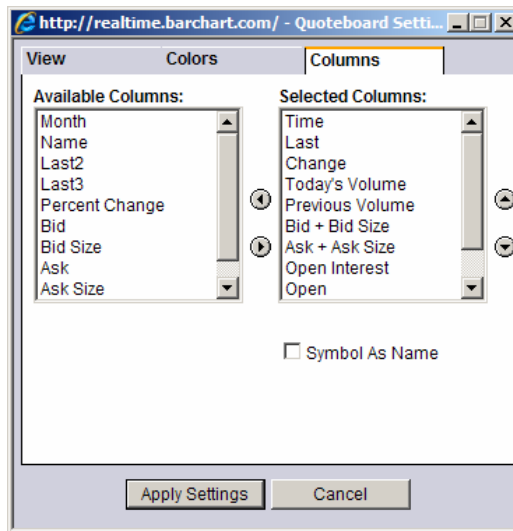 http://realtime.barchart.com/ - Quoteboard Setti...
View Colors Columns
Available Columns:
Month
Name
Last2
Last3
Percent Change
Bid
Bid Size
Ask
Ask Size
Selected Columns:
Time
Last
Change
Today's Volume
Previous Volume
Bid + Bid Size
Ask + Ask Size
Open Interest
Open
Symbol As Name
Apply Settings Cancel